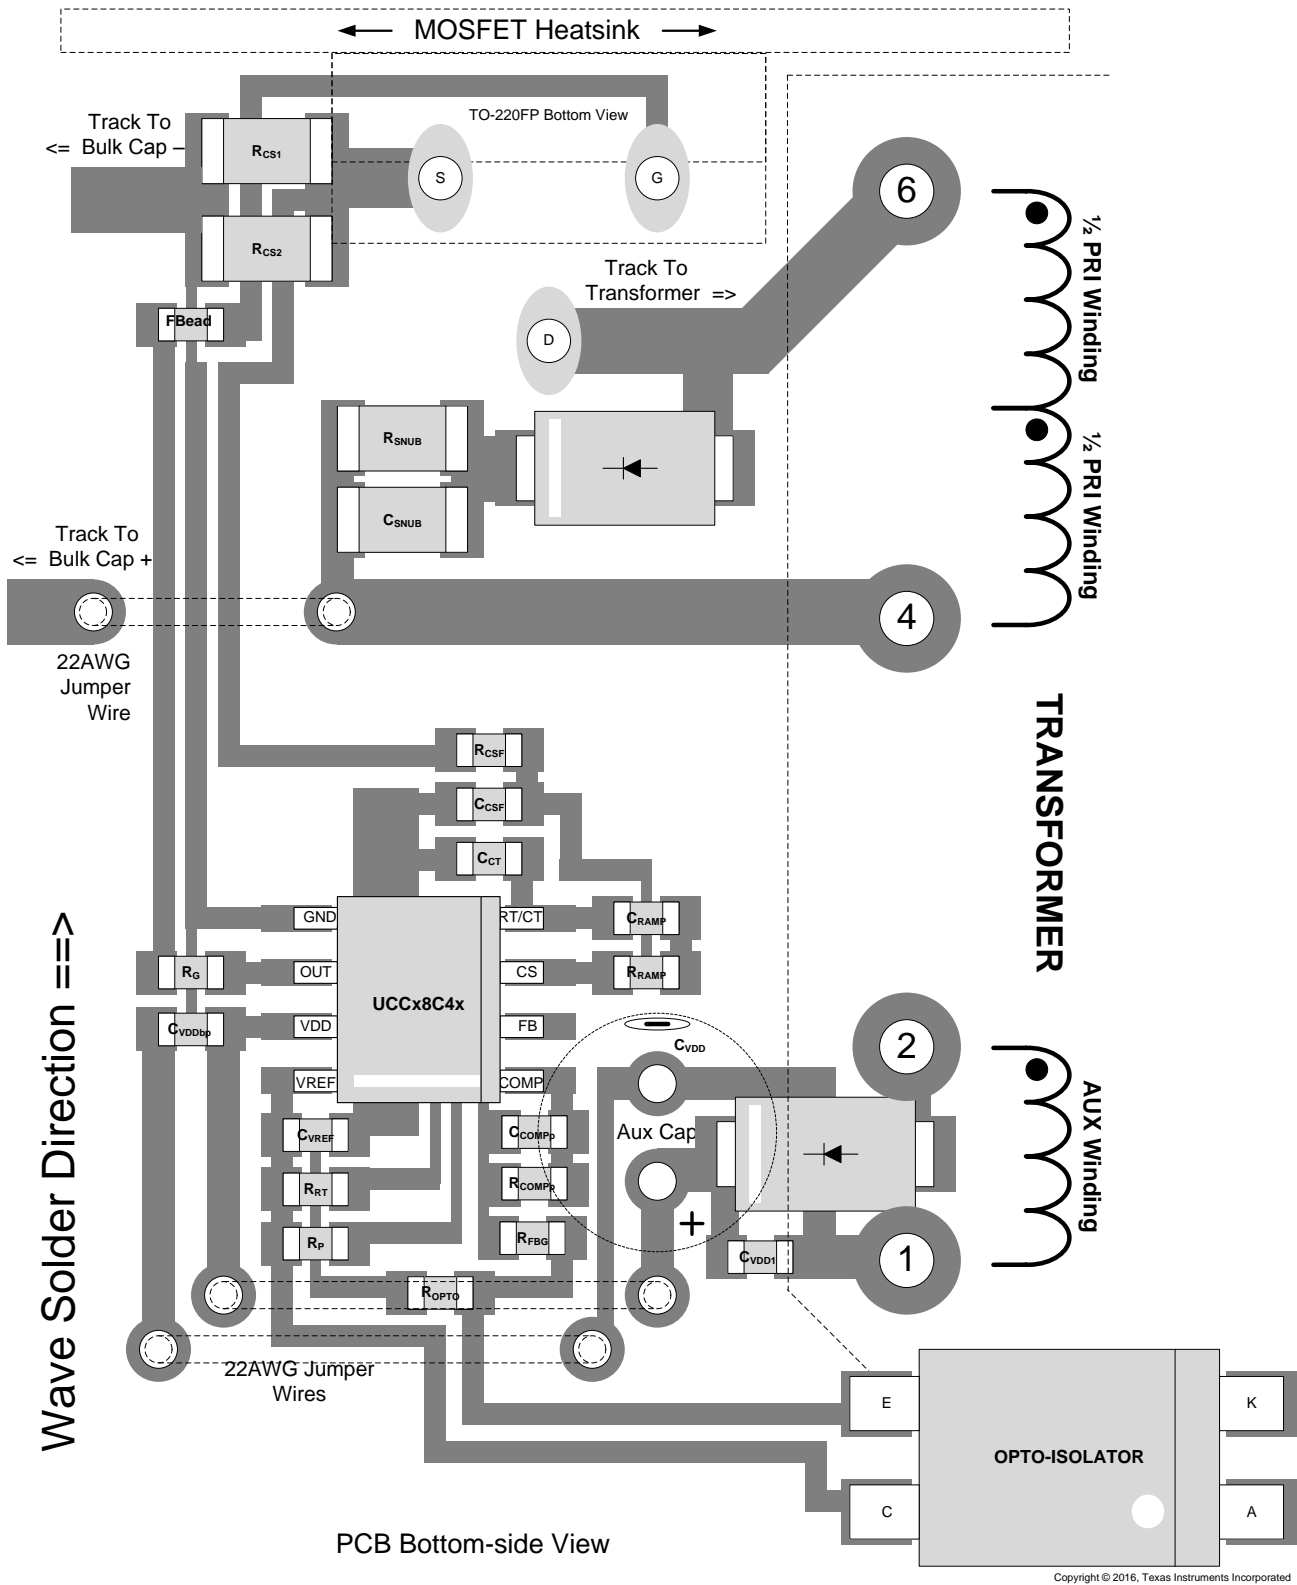 MOSFET Heatsink
Track To
<= Bulk Cap –
TO-220FP Bottom View
RCS1
S
G
6
RCS2
½ PRI Winding
Track To
Transformer =>
FBead
D
RSNUB
½ PRI Winding
CSNUB
Track To
<= Bulk Cap +
4
22AWG
Jumper
Wire
TRANSFORMER
RCSF
CCSF
CCT
GND
RT/CT
CRAMP
RG
OUT
CS
RRAMP
UCCx8C4x
CVDDbp
VDD
FB
–
CVDD
2
VREF
COMP
Wave Solder Direction ==>
CVREF
CCOMPp
Aux Cap
AUX Winding
RRT
RCOMPp
+
RP
RFBG
CVDD1
1
ROPTO
22AWG Jumper
Wires
E
K
OPTO-ISOLATOR
C
A
PCB Bottom-side View
Copyright © 2016, Texas Instruments Incorporated